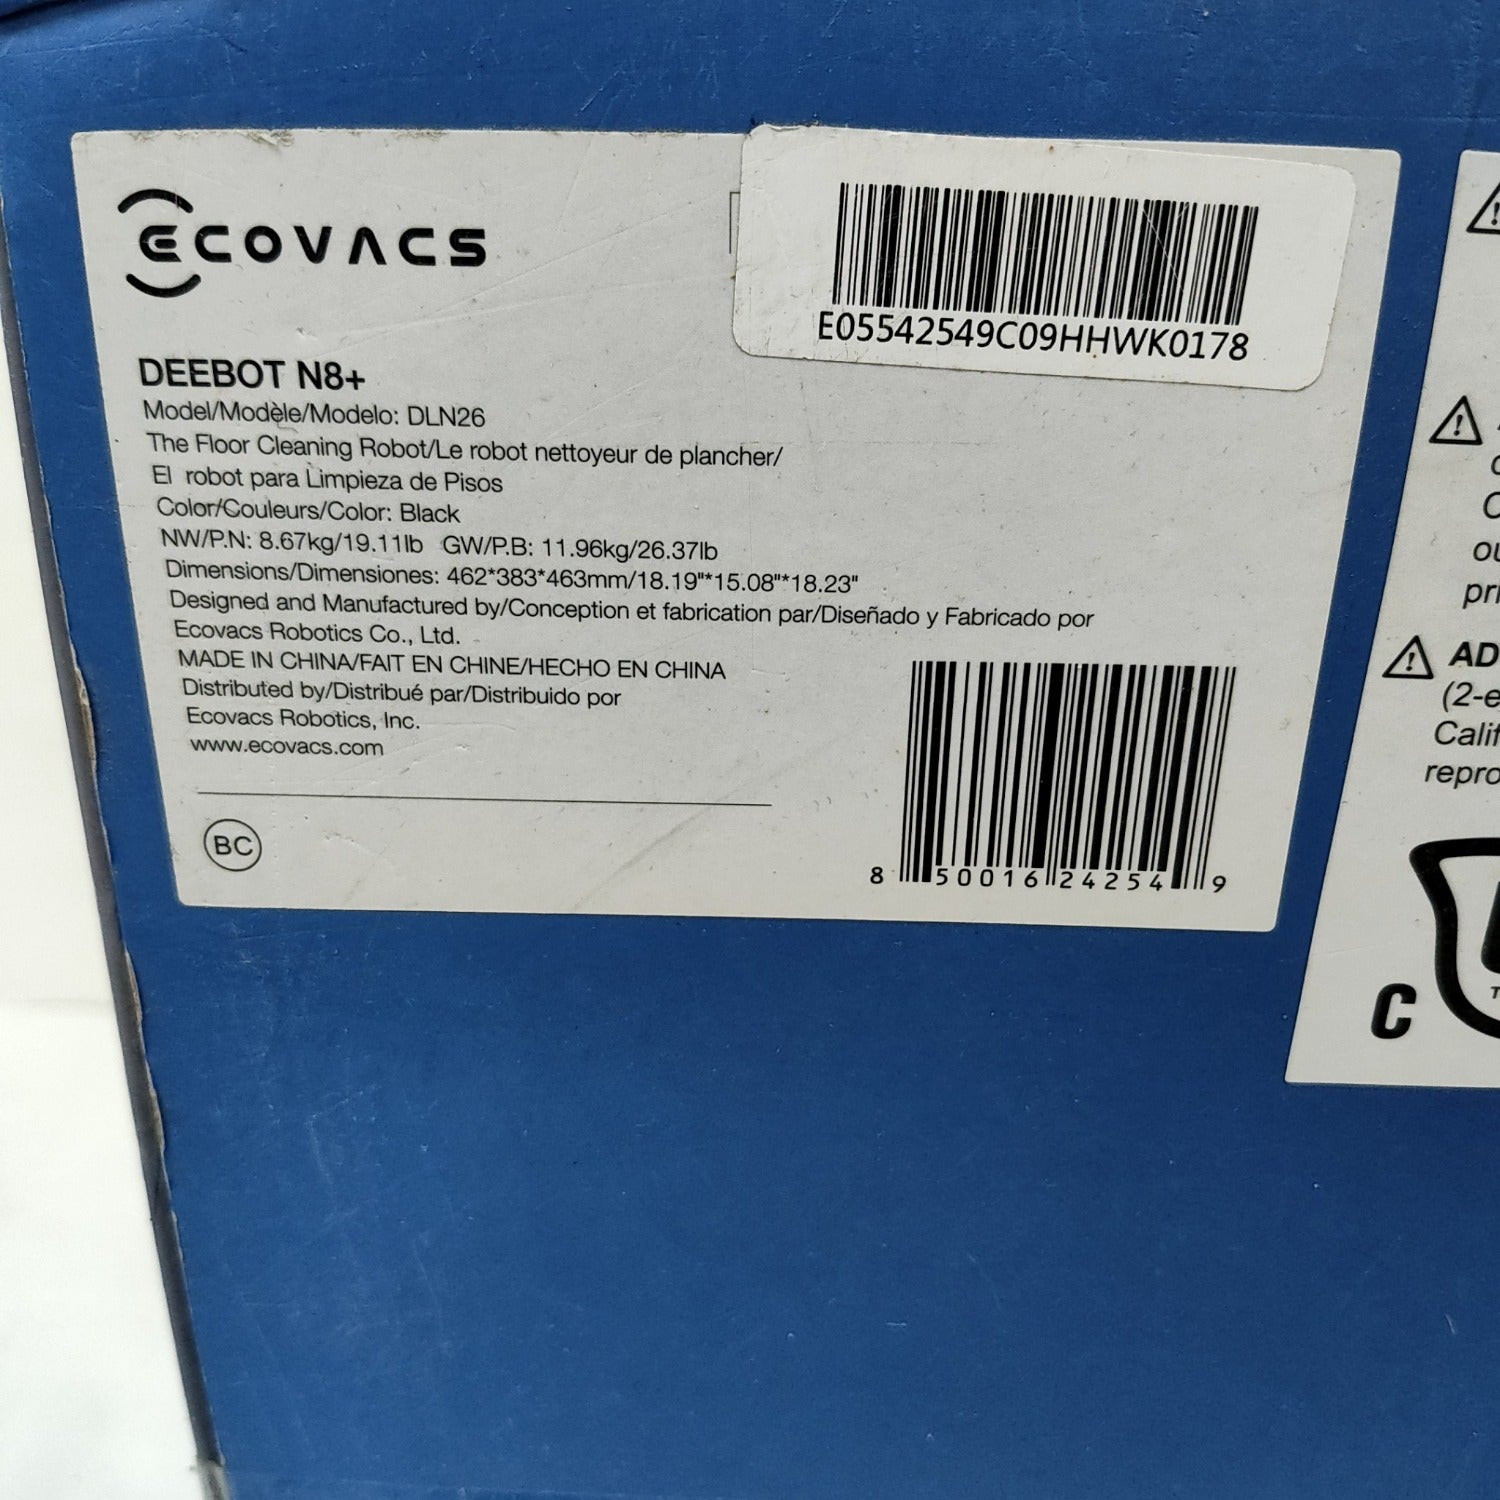 ECOVACS
E05542549C09HHWK0178
DEEBOT N8+
Model/Modèle/Modelo: DLN26
The Floor Cleaning Robot/Le robot nettoyeur de plancher/
El robot para Limpieza de Pisos
Color/Couleurs/Color: Black
NW/P.N: 8.67kg/19.11lb GW/P.B: 11.96kg/26.37lb
Dimensions/Dimensiones: 462*383*463mm/18.19"*15.08"*18.23"
Designed and Manufactured by/Conception et fabrication par/Diseñado y Fabricado por
Ecovacs Robotics Co., Ltd.
MADE IN CHINA/FAIT EN CHINE/HECHO EN CHINA
Distributed by/Distribué par/Distribuido por
Ecovacs Robotics, Inc.
www.ecovacs.com
BC
8 50016 24254 9
AD
(2-e
Calif
repro
C
ou
pri